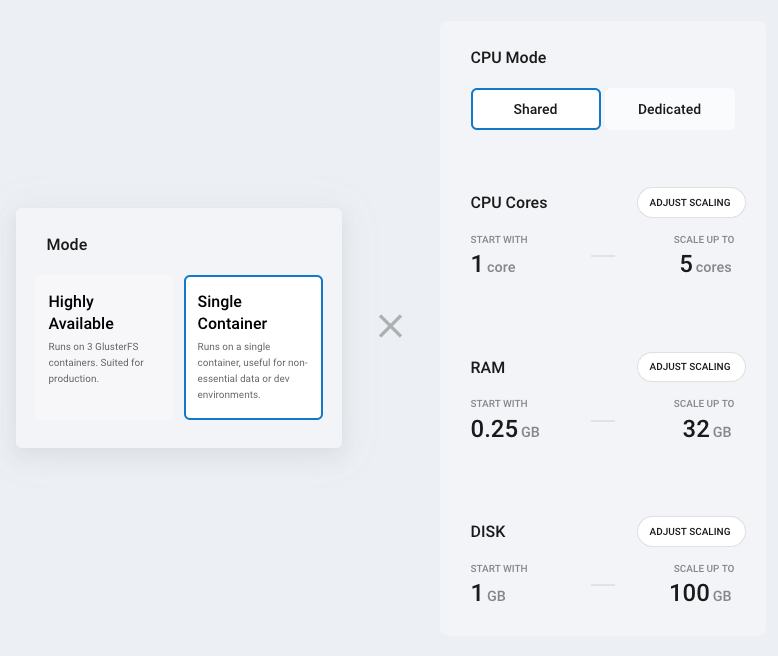 Mode
Highly
Available
Runs on 3 GlusterFS
containers. Suited for
production.
Single
Container
Runs on a single
container, useful for non-
essential data or dev
environments.
CPU Mode
Shared
Dedicated
CPU Cores
ADJUST SCALING
START WITH
SCALE UP TO
1 core
5 cores
RAM
ADJUST SCALING
START WITH
SCALE UP TO
0.25 GB
32 GB
DISK
ADJUST SCALING
START WITH
SCALE UP TO
1 GB
100 GB